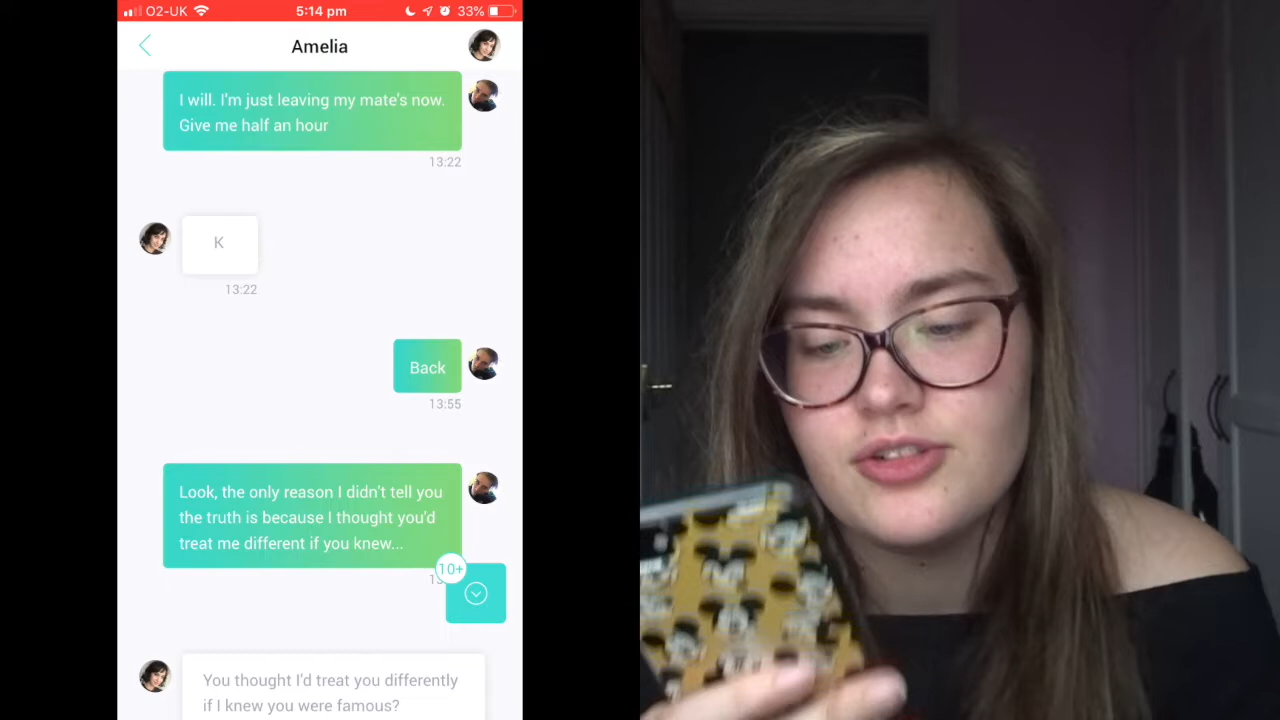 O2-UK
5:14 pm
33%
Amelia
I will. I'm just leaving my mate's now.
Give me half an hour
13:22
K
13:22
Back
13:55
Look, the only reason I didn't tell you
the truth is because I thought you'd
treat me different if you knew...
10+
You thought I'd treat you differently
if I knew you were famous?